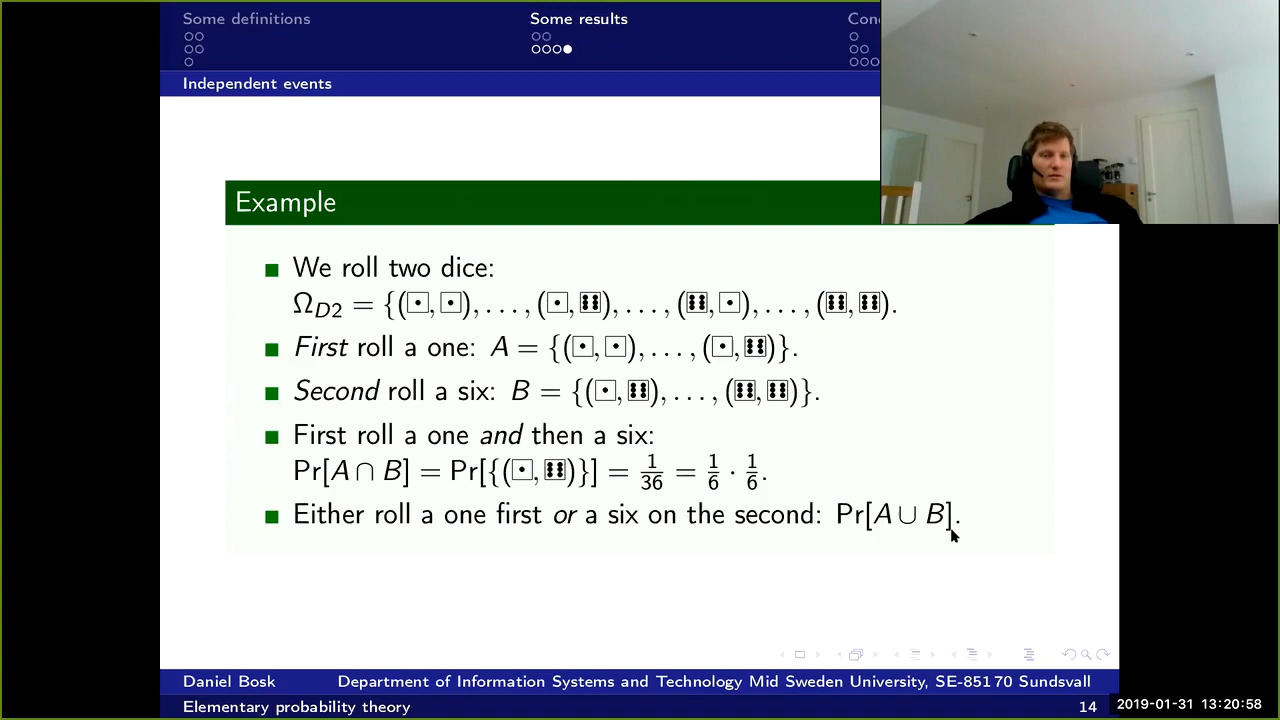 Some definitions
Some results
Con
Independent events
Example
We roll two dice:
Ω_D2 = {(⚀, ⚀), . . . , (⚀, ⚅), . . . , (⚅, ⚀), . . . , (⚅, ⚅).
First roll a one: A = {(⚀, ⚀), . . . , (⚀, ⚅)}.
Second roll a six: B = {(⚀, ⚅), . . . , (⚅, ⚅)}.
First roll a one and then a six:
Pr[A ∩ B] = Pr[{(⚀, ⚅)}] = 1/36 = 1/6 · 1/6.
Either roll a one first or a six on the second: Pr[A ∪ B].
Daniel Bosk
Department of Information Systems and Technology Mid Sweden University, SE-851 70 Sundsvall
Elementary probability theory
14
2019-01-31 13:20:58